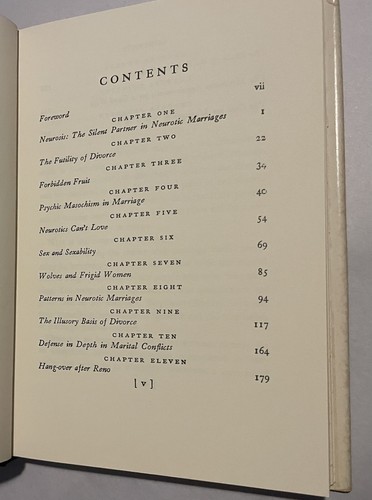 CONTENTS
Foreword vii
CHAPTER ONE
Neurosis: The Silent Partner in Neurotic Marriages 1
CHAPTER TWO
The Futility of Divorce 22
CHAPTER THREE
Forbidden Fruit 34
CHAPTER FOUR
Psychic Masochism in Marriage 40
CHAPTER FIVE
Neurotics Can't Love 54
CHAPTER SIX
Sex and Sexability 69
CHAPTER SEVEN
Wolves and Frigid Women 85
CHAPTER EIGHT
Patterns in Neurotic Marriages 94
CHAPTER NINE
The Illusory Basis of Divorce 117
CHAPTER TEN
Defense in Depth in Marital Conflicts 164
CHAPTER ELEVEN
Hang-over after Reno 179
[ v ]